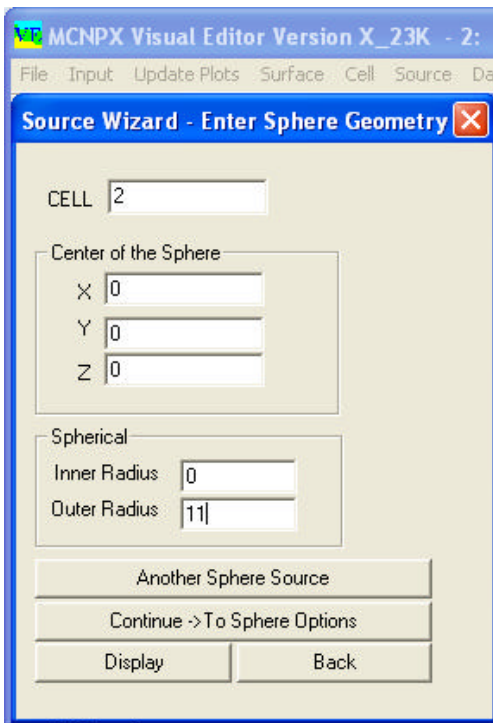 VE MCNPX Visual Editor Version X_23K - 2:
File Input Update Plots Surface Cell Source Da
Source Wizard - Enter Sphere Geometry
CELL 2
Center of the Sphere
X 0
Y 0
Z 0
Spherical
Inner Radius 0
Outer Radius 11
Another Sphere Source
Continue ->To Sphere Options
Display Back